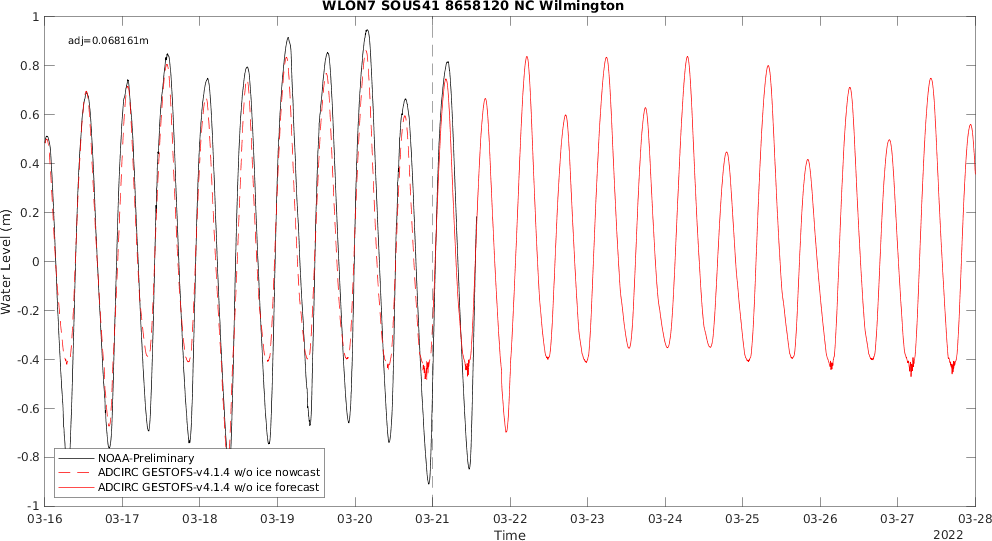 WLON7 SOUS41 8658120 NC Wilmington
adj=0.068161m
1
0.8
0.6
0.4
0.2
0
-0.2
-0.4
-0.6
-0.8
-1
Water Level (m)
NOAA-Preliminary
ADCIRC GESTOFS-v4.1.4 w/o ice nowcast
ADCIRC GESTOFS-v4.1.4 w/o ice forecast
03-16 03-17 03-18 03-19 03-20 03-21 03-22 03-23 03-24 03-25 03-26 03-27 03-28
Time
2022